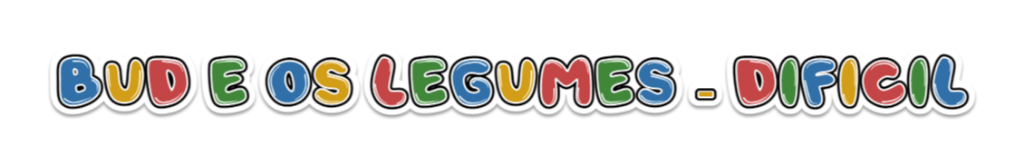 BUD E OS LEGUMES - DIFICIL